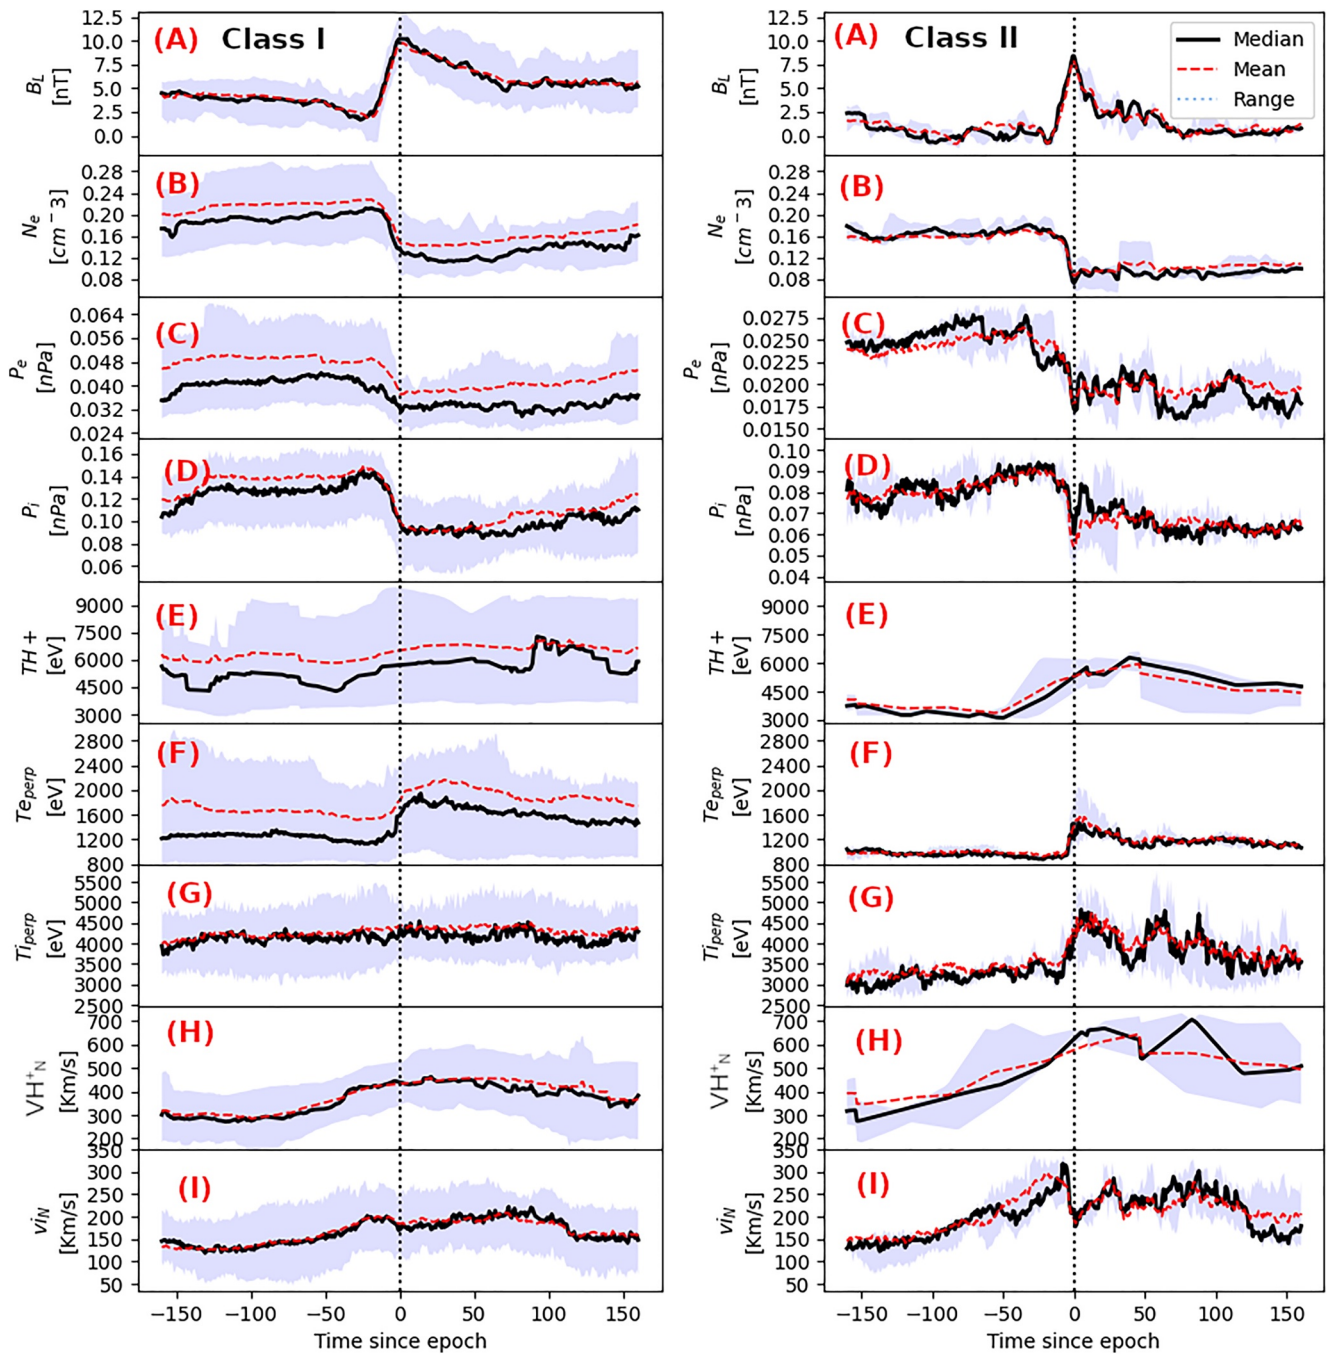 (A) Class I
12.5
10.0
7.5
5.0
2.5
0.0
B_L
[nT]
(B)
0.28
0.24
0.20
0.16
0.12
0.08
N_e
[cm⁻3]
(C)
0.064
0.056
0.048
0.040
0.032
0.024
P_e
[nPa]
(D)
0.16
0.14
0.12
0.10
0.08
0.06
P_i
[nPa]
(E)
9000
7500
6000
4500
3000
TH+
[eV]
(F)
2800
2400
2000
1600
1200
800
Te_perp
[eV]
(G)
5500
5000
4500
4000
3500
3000
2500
Ti_perp
[eV]
(H)
700
600
500
400
300
200
VH⁺_N
[Km/s]
(I)
350
300
250
200
150
100
50
vi_N
[Km/s]
−150 −100 −50 0 50 100 150
Time since epoch
(A) Class II
Median
Mean
Range
12.5
10.0
7.5
5.0
2.5
0.0
B_L
[nT]
(B)
0.28
0.24
0.20
0.16
0.12
0.08
N_e
[cm⁻3]
(C)
0.0275
0.0250
0.0225
0.0200
0.0175
0.0150
P_e
[nPa]
(D)
0.10
0.09
0.08
0.07
0.06
0.05
0.04
P_i
[nPa]
(E)
9000
7500
6000
4500
3000
TH+
[eV]
(F)
2800
2400
2000
1600
1200
800
Te_perp
[eV]
(G)
5500
5000
4500
4000
3500
3000
2500
Ti_perp
[eV]
(H)
700
600
500
400
300
200
VH⁺_N
[Km/s]
(I)
350
300
250
200
150
100
50
vi_N
[Km/s]
−150 −100 −50 0 50 100 150
Time since epoch